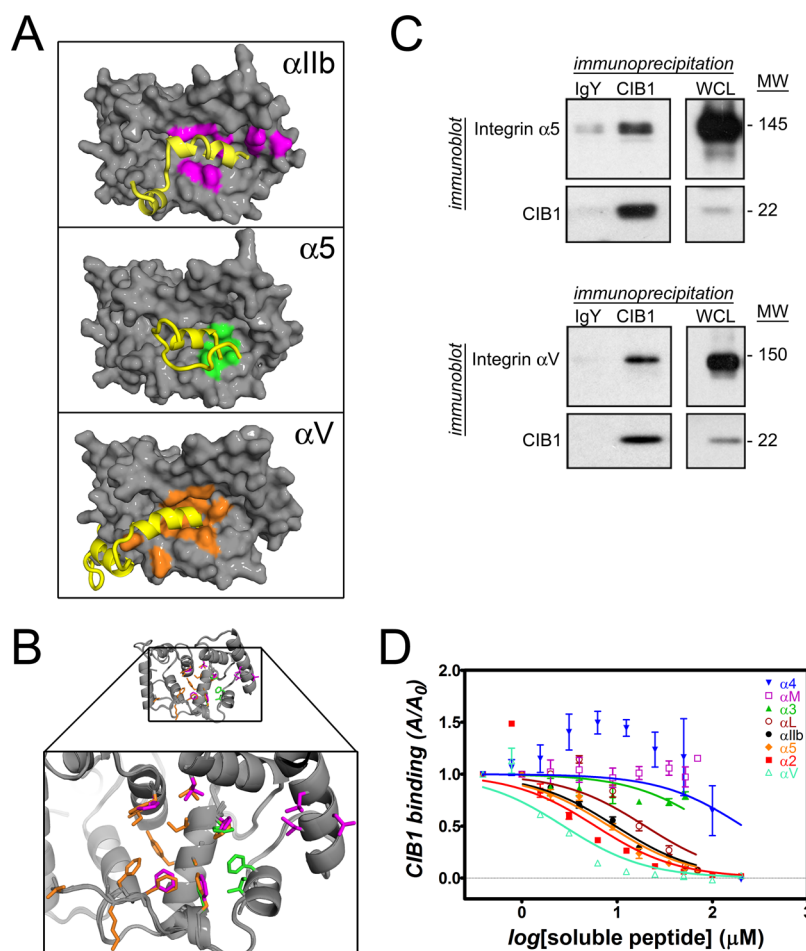 A
αIIb
α5
αV
B
C
immunoprecipitation
IgY CIB1 WCL MW
immunoblot
Integrin α5 - 145
CIB1 - 22
immunoprecipitation
IgY CIB1 WCL MW
immunoblot
Integrin αV - 150
CIB1 - 22
D
CIB1 binding (A/A0)
2.0
1.5
1.0
0.5
0.0
0 1 2 3
log[soluble peptide] (μM)
α4
αM
α3
αL
αIIb
α5
α2
αV